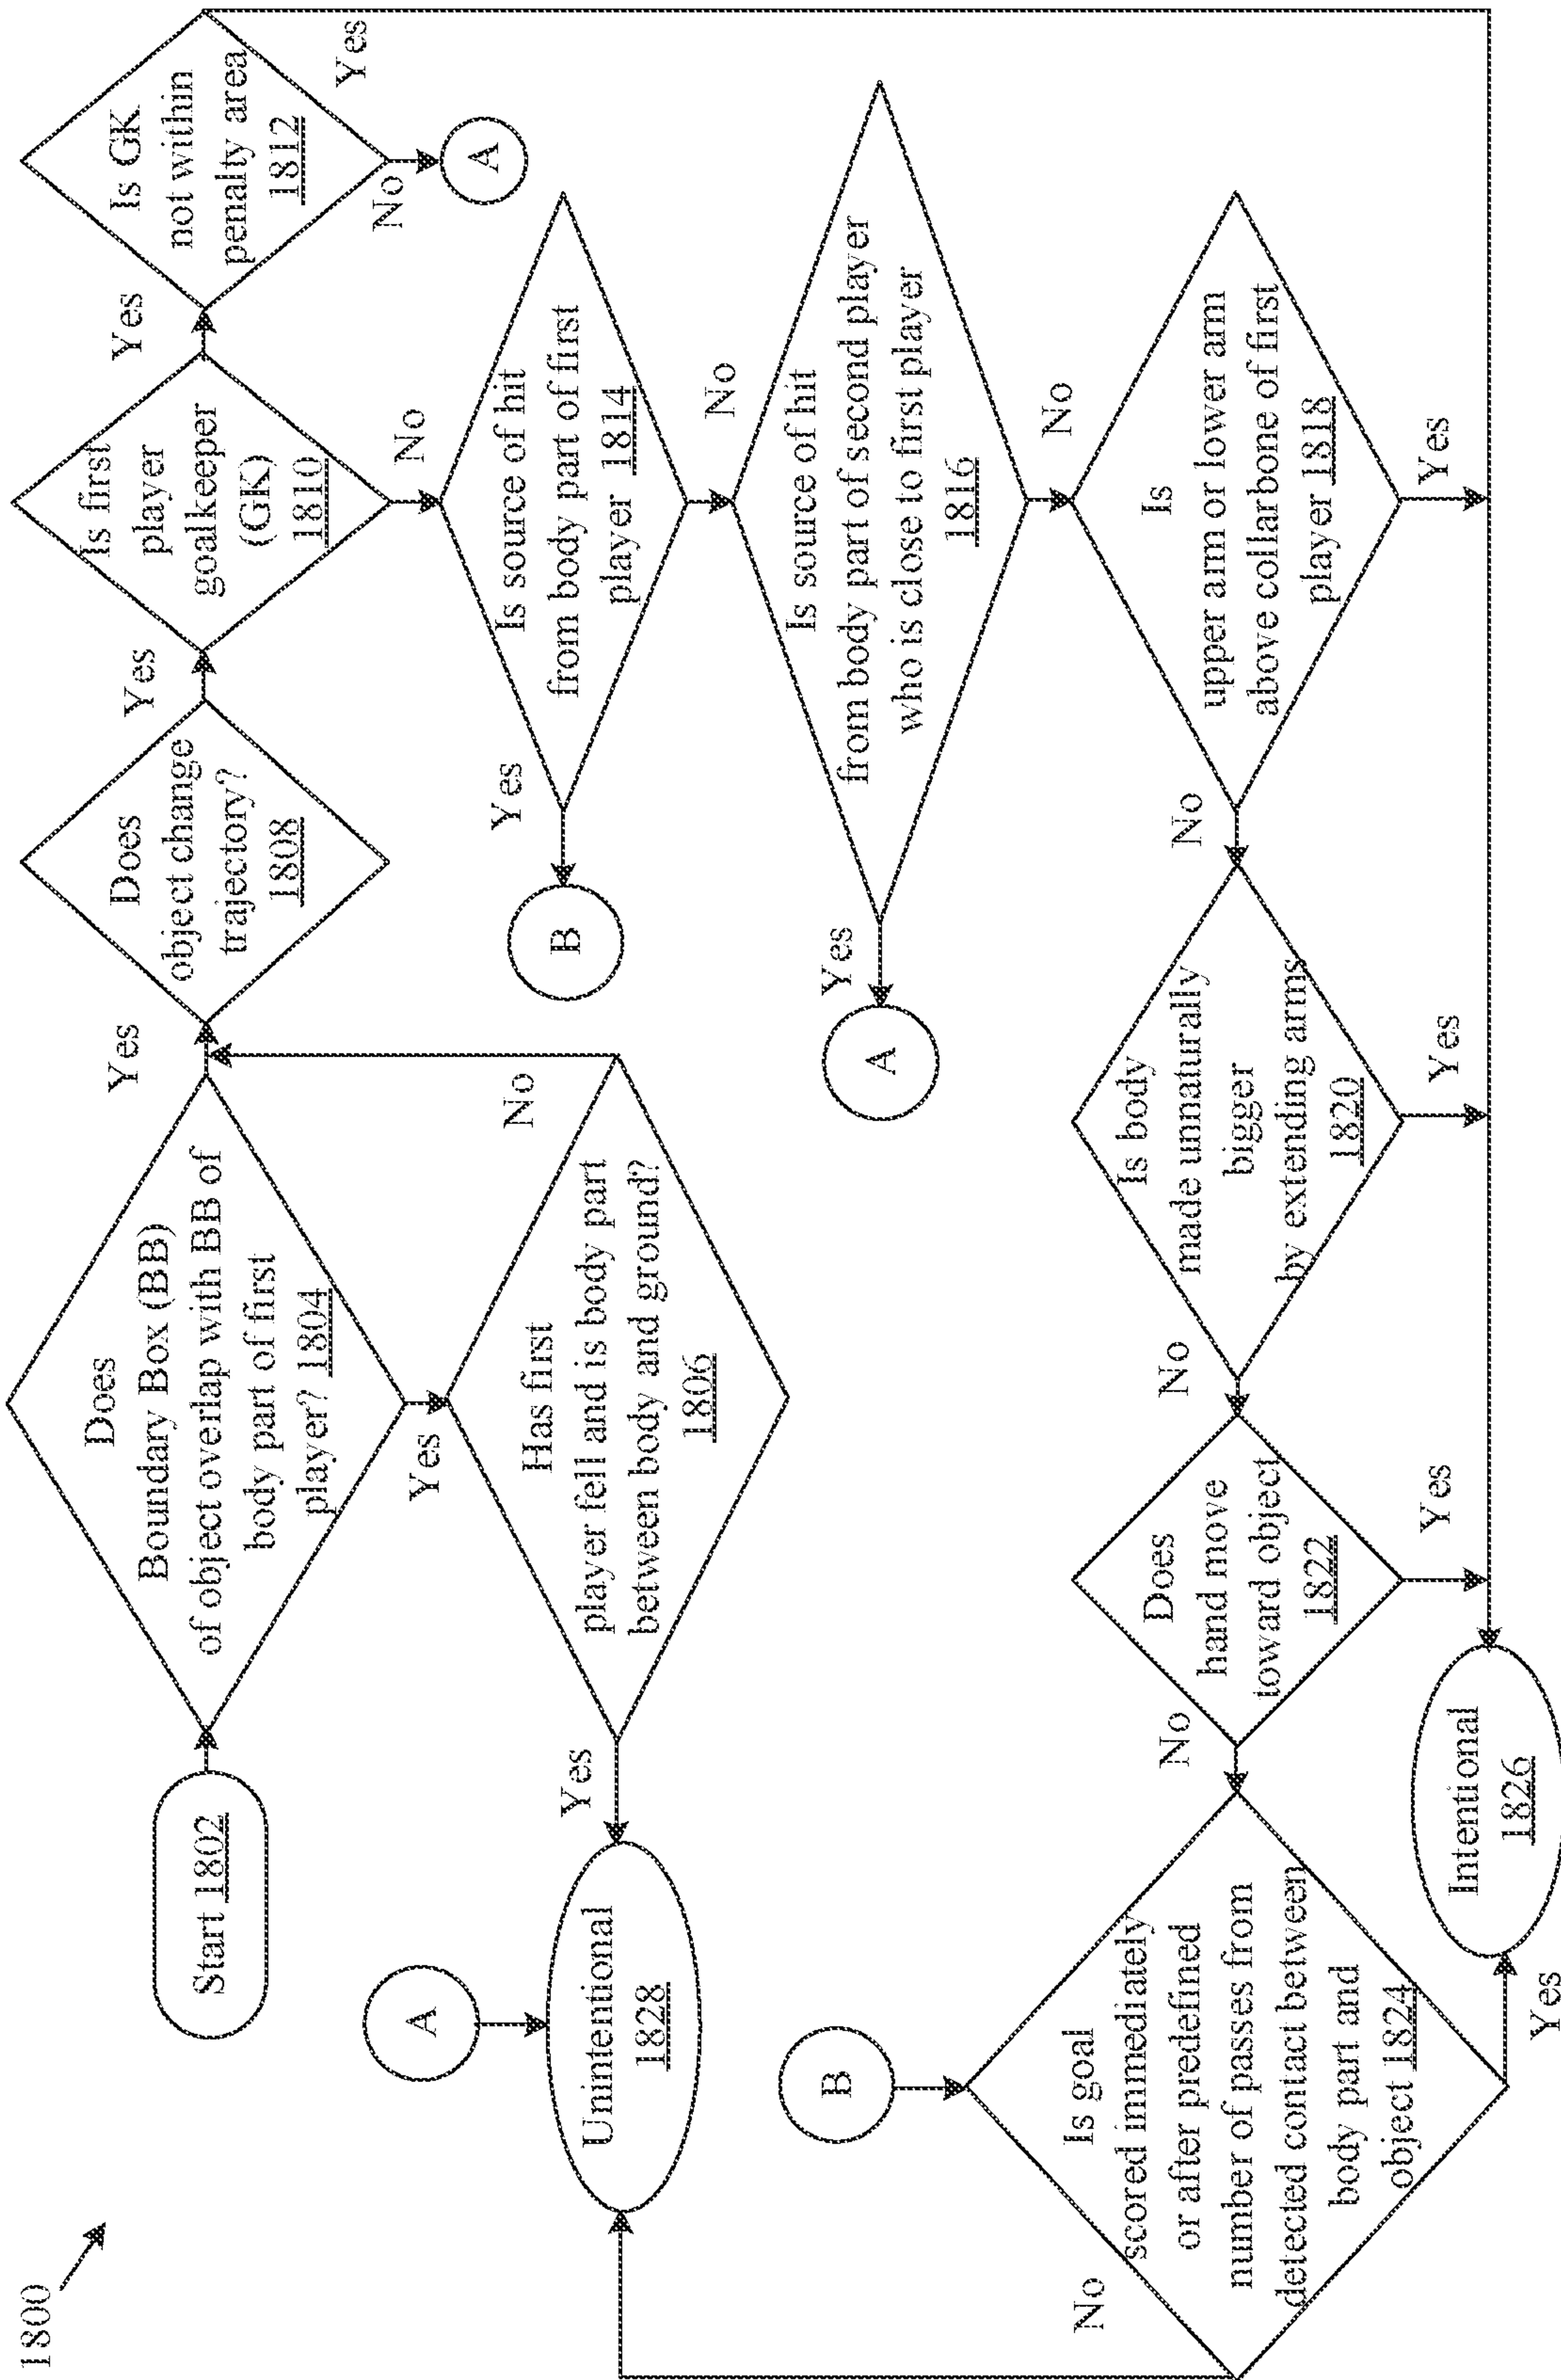 1800
Start 1802
Does
Boundary Box (BB)
of object overlap with BB of
body part of first
player? 1804
Yes
Yes
Has first
player fell and is body part
between body and ground?
1806
No
Yes
Does
object change
trajectory?
1808
Yes
Is first
player
goalkeeper
(GK)
1810
Yes
No
Is GK
not within
penalty area
1812
Yes
No
A
Is source of hit
from body part of first
player 1814
Yes
B
No
Is source of hit
from body part of second player
who is close to first player
1816
Yes
A
No
Is
upper arm or lower arm
above collarbone of first
player 1818
Yes
No
Is body
made unnaturally
bigger
by extending arms
1820
Yes
No
Does
hand move
toward object
1822
Yes
No
A
Unintentional
1828
B
Is goal
scored immediately
or after predefined
number of passes from
detected contact between
body part and
object 1824
No
Yes
Intentional
1826